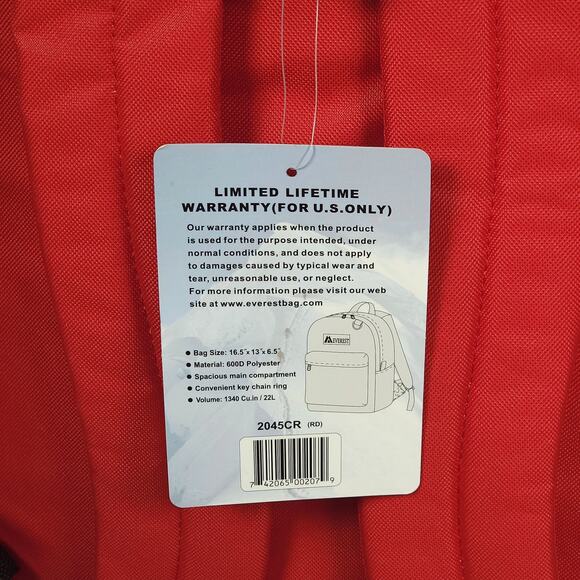 LIMITED LIFETIME
WARRANTY(FOR U.S.ONLY)
Our warranty applies when the product
is used for the purpose intended, under
normal conditions, and does not apply
to damages caused by typical wear and
tear, unreasonable use, or neglect.
For more information please visit our web
site at www.everestbag.com
EVEREST
• Bag Size: 16.5"x 13"x 6.5"
• Material: 600D Polyester
• Spacious main compartment
• Convenient key chain ring
• Volume: 1340 Cu.in / 22L
2045CR (RD)
7 42065 00207 9